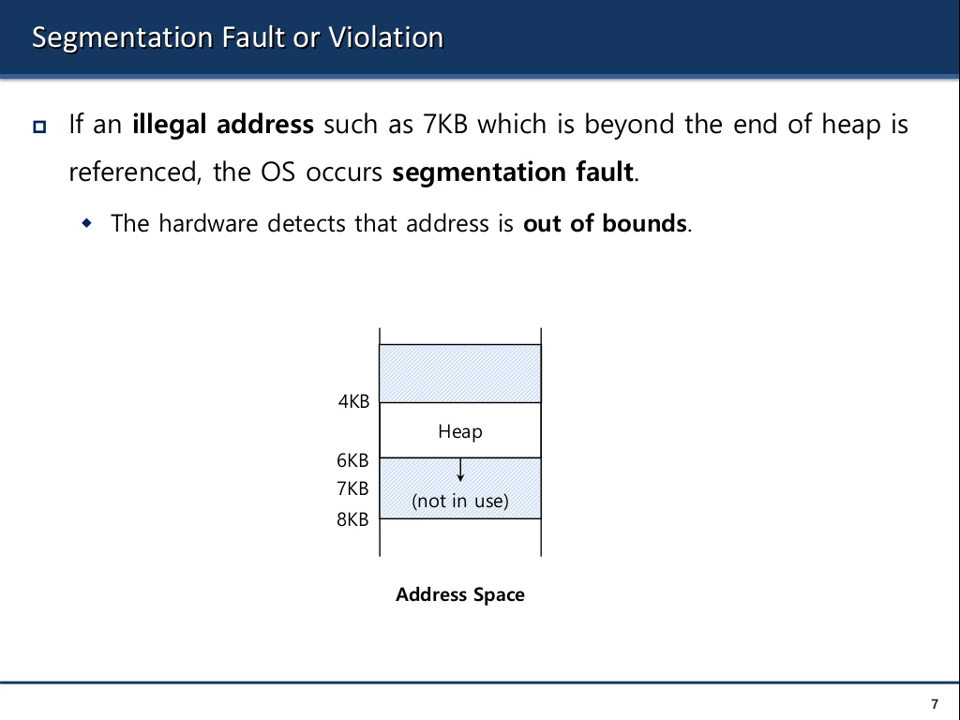 Segmentation Fault or Violation
If an illegal address such as 7KB which is beyond the end of heap is
referenced, the OS occurs segmentation fault.
The hardware detects that address is out of bounds.
4KB
Heap
6KB
7KB
(not in use)
8KB
Address Space
7